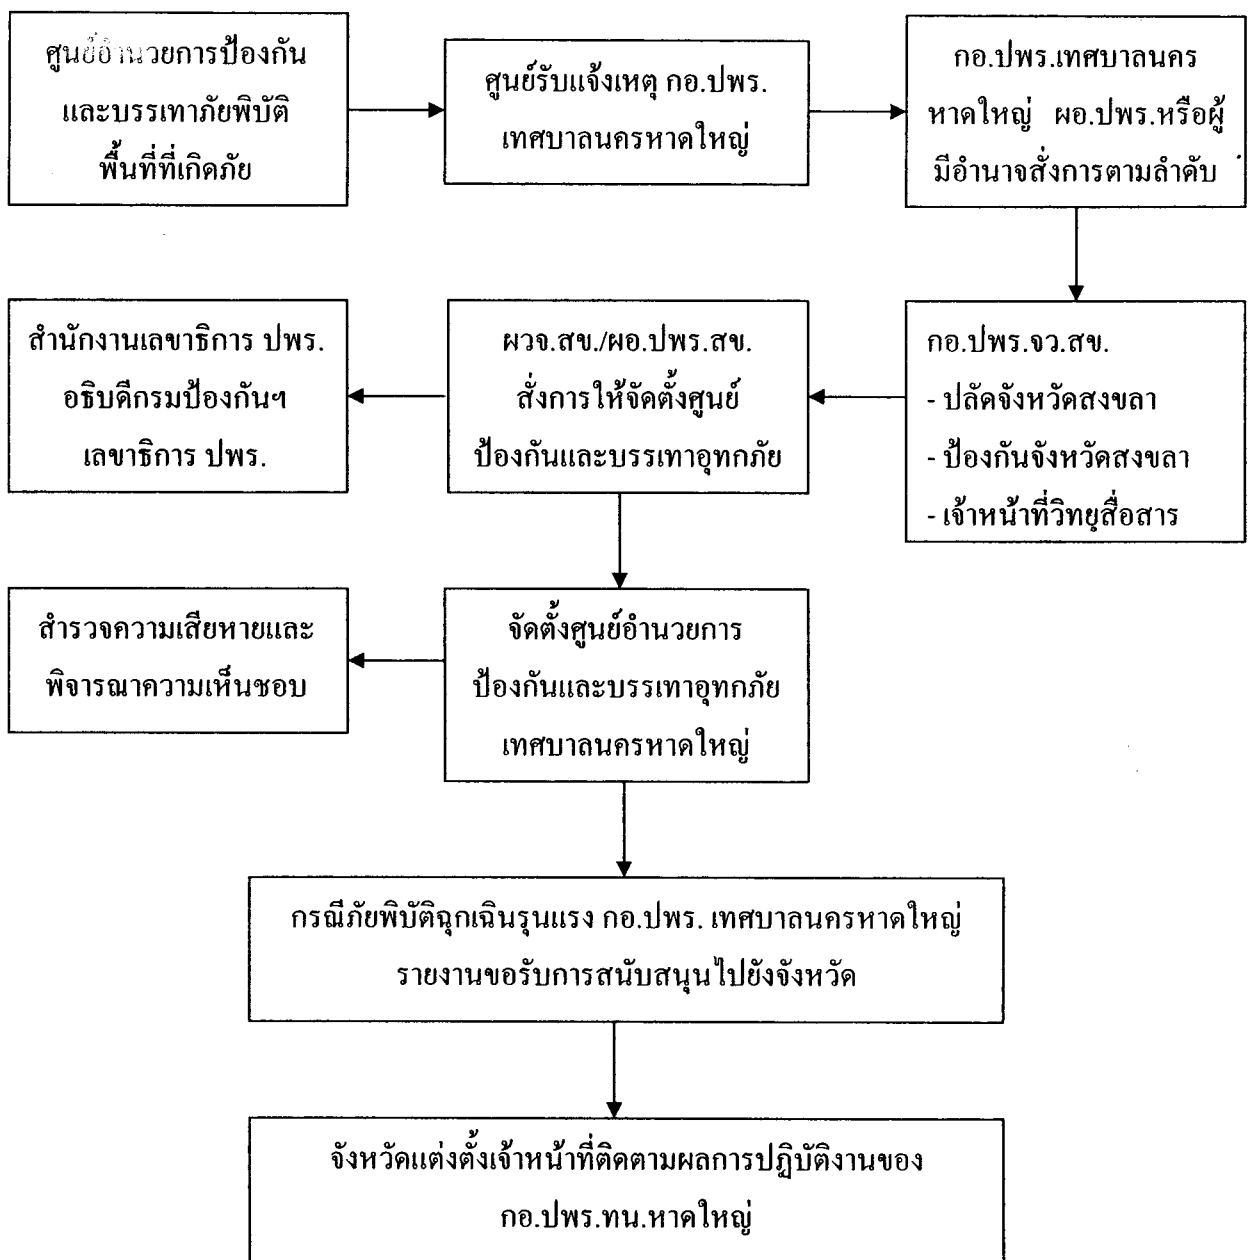 ศูนย์อำนวยการป้องกัน
และบรรเทาภัยพิบัติ
พื้นที่ที่เกิดภัย
ศูนย์รับแจ้งเหตุ กอ.ปพร.
เทศบาลนครหาดใหญ่
กอ.ปพร.เทศบาลนคร
หาดใหญ่ ผอ.ปพร.หรือผู้
มีอำนาจสั่งการตามลำดับ
กอ.ปพร.จว.สข.
- ปลัดจังหวัดสงขลา
- ป้องกันจังหวัดสงขลา
- เจ้าหน้าที่วิทยุสื่อสาร
ผวจ.สข./ผอ.ปพร.สข.
สั่งการให้จัดตั้งศูนย์
ป้องกันและบรรเทาอุทกภัย
สำนักงานเลขาธิการ ปพร.
อธิบดีกรมป้องกันฯ
เลขาธิการ ปพร.
จัดตั้งศูนย์อำนวยการ
ป้องกันและบรรเทาอุทกภัย
เทศบาลนครหาดใหญ่
สำรวจความเสียหายและ
พิจารณาความเห็นชอบ
กรณีภัยพิบัติฉุกเฉินรุนแรง กอ.ปพร. เทศบาลนครหาดใหญ่
รายงานขอรับการสนับสนุนไปยังจังหวัด
จังหวัดแต่งตั้งเจ้าหน้าที่ติดตามผลการปฏิบัติงานของ
กอ.ปพร.ทน.หาดใหญ่